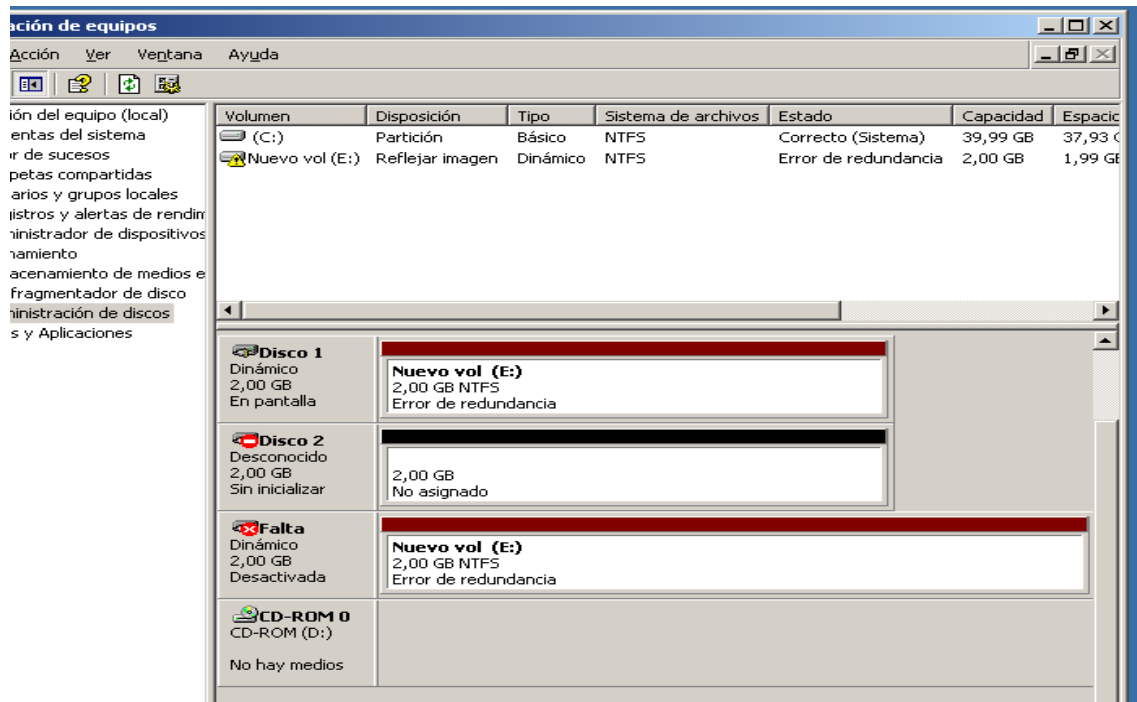 ación de equipos
Acción Ver Ventana Ayuda
ión del equipo (local)
entas del sistema
or de sucesos
petas compartidas
arios y grupos locales
gistros y alertas de rendim
ministrador de dispositivos
namiento
acenamiento de medios e
fragmentador de disco
ministración de discos
s y Aplicaciones
Volumen Disposición Tipo Sistema de archivos Estado Capacidad Espacio
(C:) Partición Básico NTFS Correcto (Sistema) 39,99 GB 37,93 G
Nuevo vol (E:) Reflejar imagen Dinámico NTFS Error de redundancia 2,00 GB 1,99 GB
Disco 1
Dinámico
2,00 GB
En pantalla
Nuevo vol (E:)
2,00 GB NTFS
Error de redundancia
Disco 2
Desconocido
2,00 GB
Sin inicializar
2,00 GB
No asignado
Falta
Dinámico
2,00 GB
Desactivada
Nuevo vol (E:)
2,00 GB NTFS
Error de redundancia
CD-ROM 0
CD-ROM (D:)
No hay medios